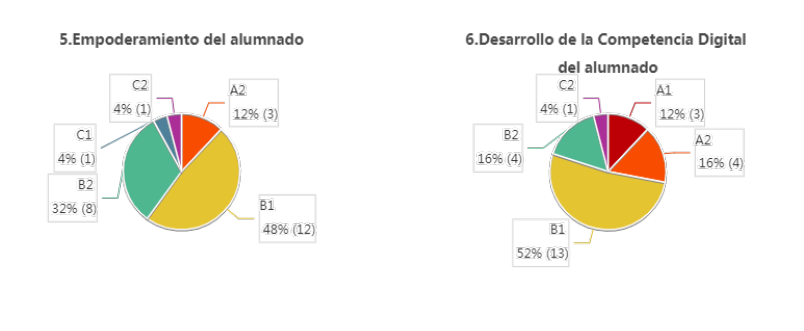 5.Empoderamiento del alumnado
C2
4% (1)
A2
12% (3)
C1
4% (1)
B2
32% (8)
B1
48% (12)
6.Desarrollo de la Competencia Digital
del alumnado
C2
4% (1)
A1
12% (3)
B2
16% (4)
A2
16% (4)
B1
52% (13)